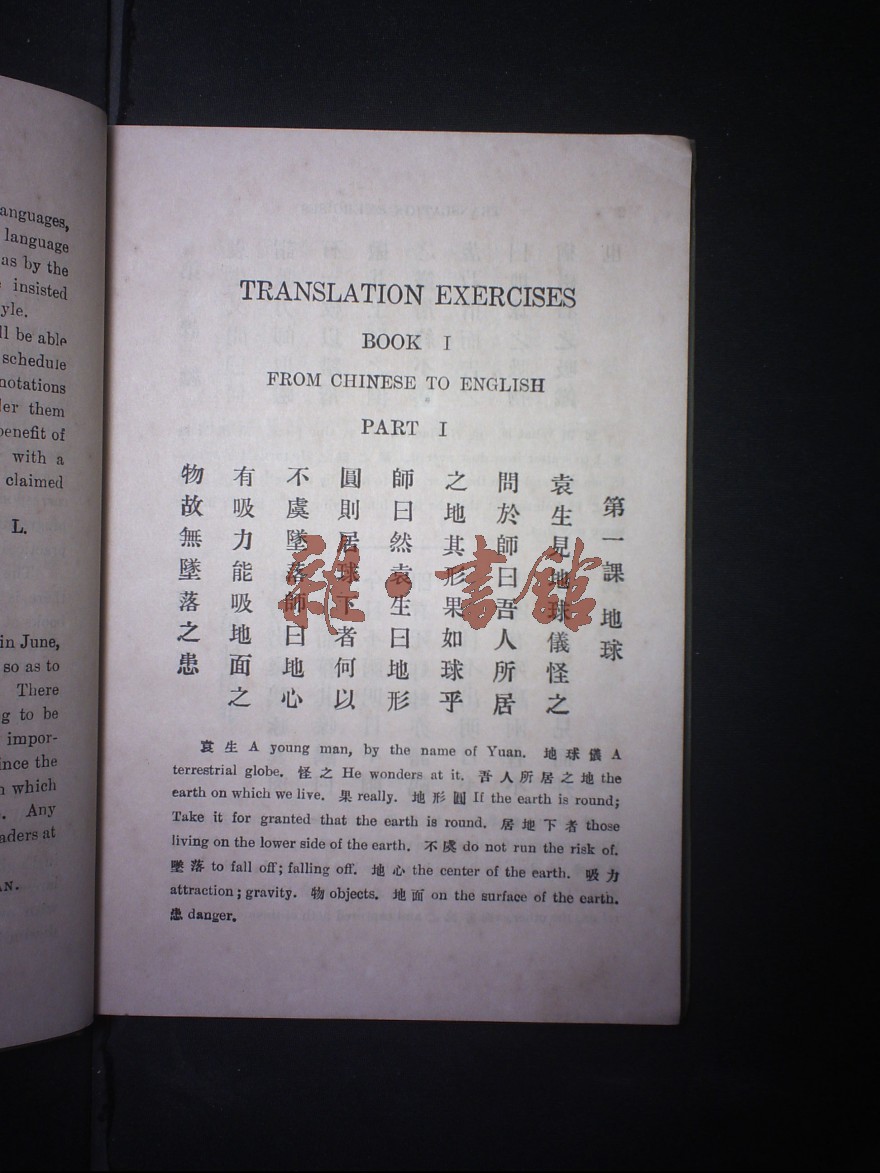 anguages,
language
as by the
insisted
yle.
ll be able
schedule
notations
er them
benefit of
with a
claimed
L.
in June,
so as to
There
g to be
impor-
ince the
n which
Any
aders at
AN.
TRANSLATION EXERCISES
BOOK I
FROM CHINESE TO ENGLISH
PART I
第一課 地球
袁生見地球儀怪之
問於師曰吾人所居
之地其形果如球乎
師曰然袁生曰地形
圓則居球下者何以
不虞墜落師曰地心
有吸力能吸地面之
物故無墜落之患
袁生 A young man, by the name of Yuan. 地球儀 A
terrestrial globe. 怪之 He wonders at it. 吾人所居之地 the
earth on which we live. 果 really. 地形圓 If the earth is round;
Take it for granted that the earth is round. 居地下者 those
living on the lower side of the earth. 不虞 do not run the risk of.
墜落 to fall off; falling off. 地心 the center of the earth. 吸力
attraction; gravity. 物 objects. 地面 on the surface of the earth.
患 danger.
雜·書館